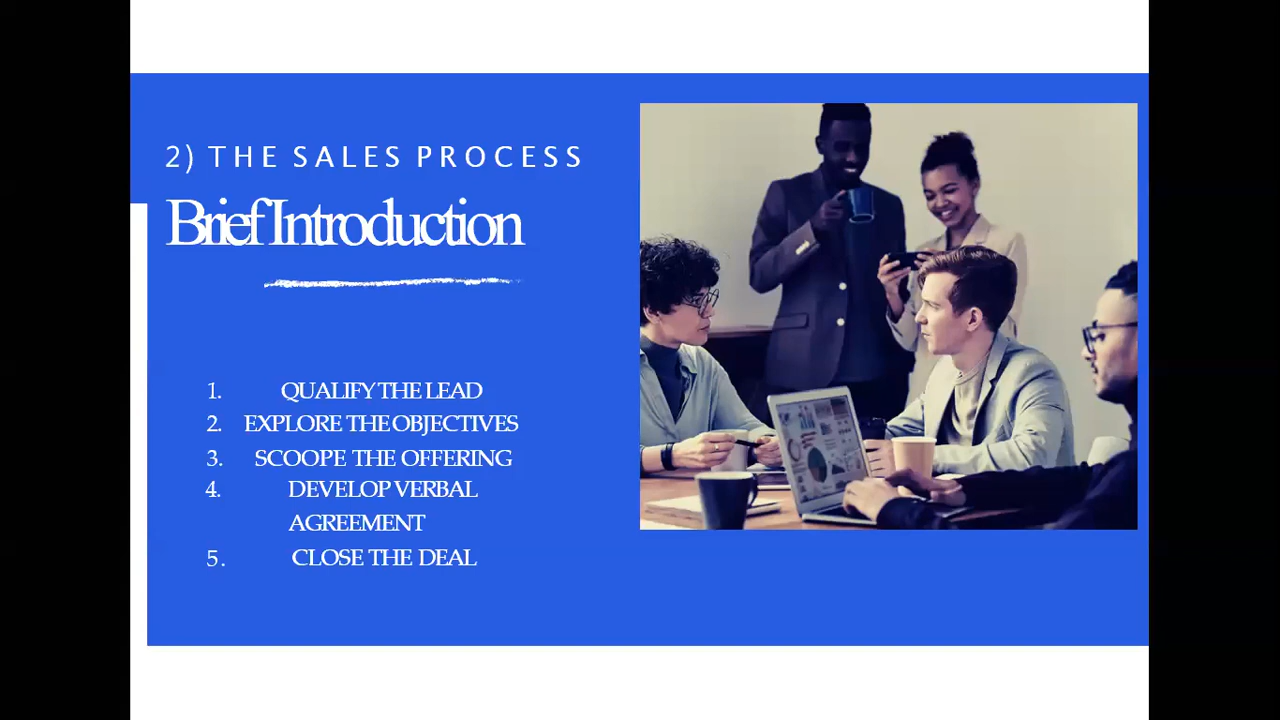 2) THE SALES PROCESS
Brief Introduction
1. QUALIFY THE LEAD
2. EXPLORE THE OBJECTIVES
3. SCOOPE THE OFFERING
4. DEVELOP VERBAL
AGREEMENT
5. CLOSE THE DEAL